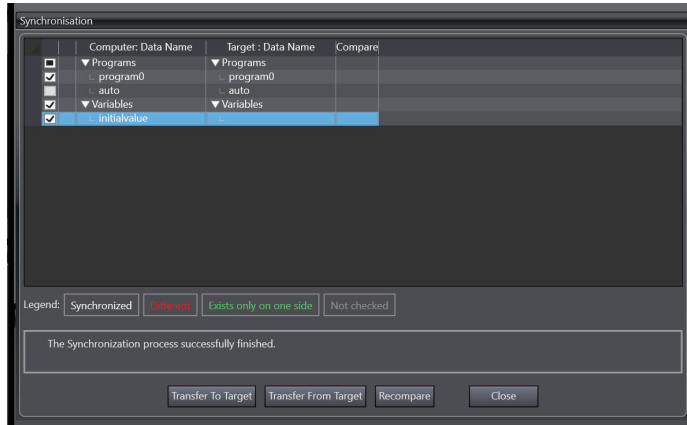 Synchronisation
Computer: Data Name Target : Data Name Compare
Programs Programs
program0 program0
auto auto
Variables Variables
initialvalue
Legend: Synchronized Different Exists only on one side Not checked
The Synchronization process successfully finished.
Transfer To Target Transfer From Target Recompare Close